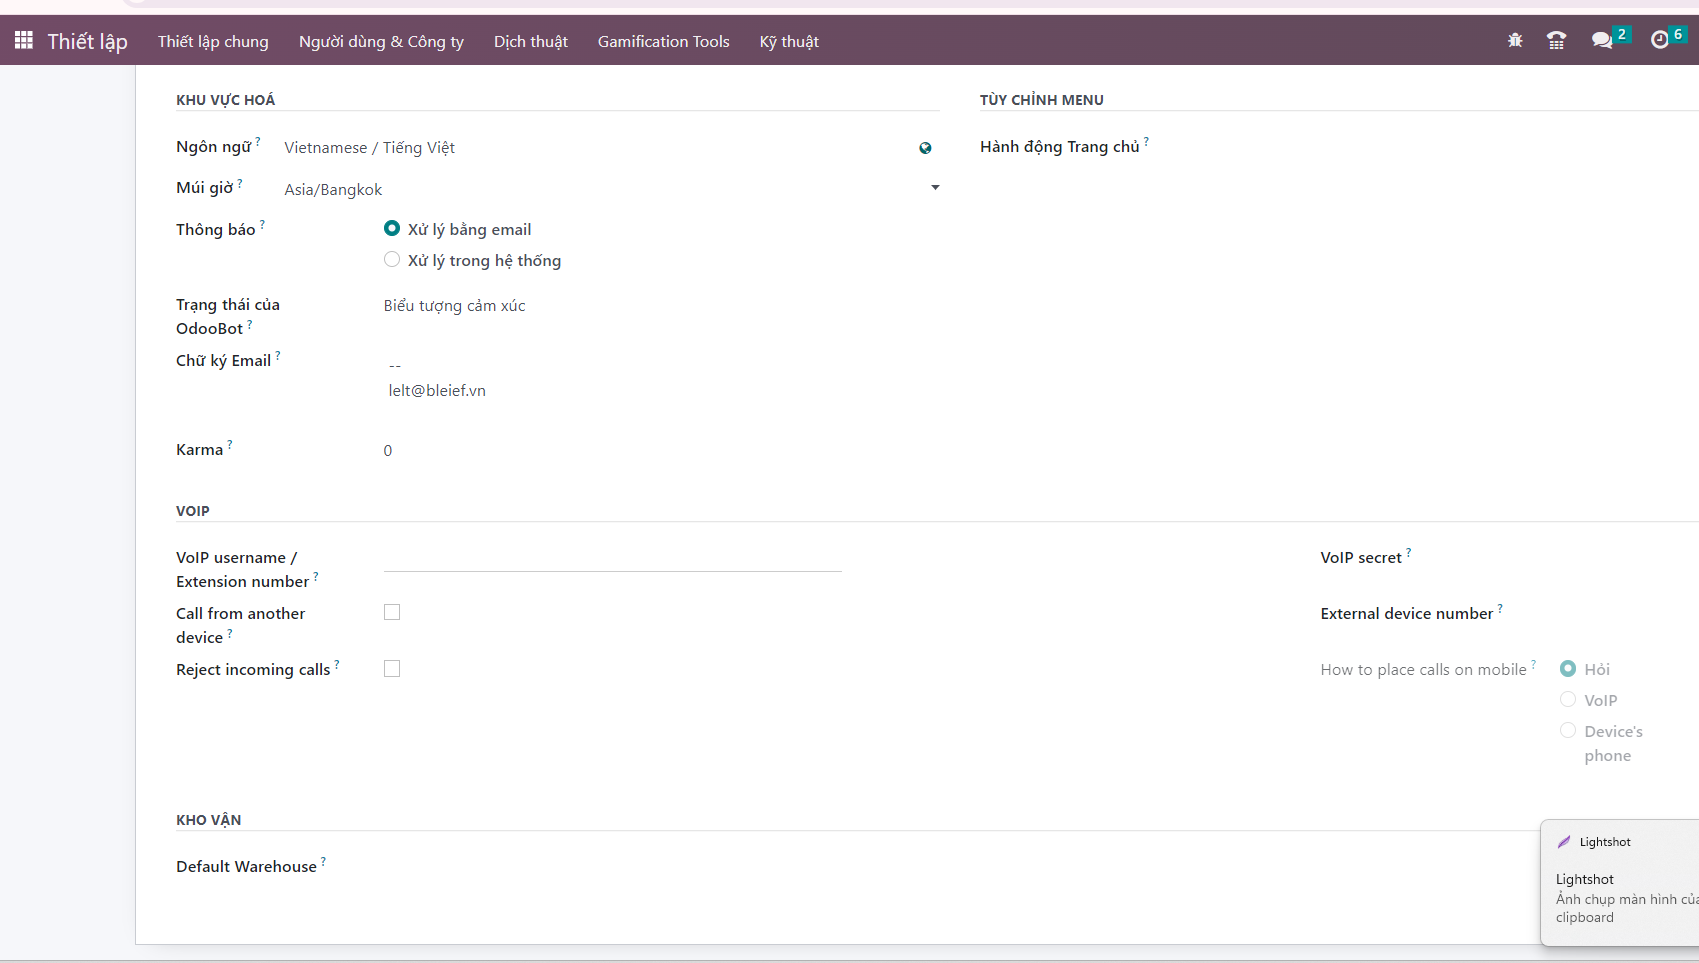 Thiết lập Thiết lập chung Người dùng & Công ty Dịch thuật Gamification Tools Kỹ thuật 2 6
KHU VỰC HOÁ
Ngôn ngữ ? Vietnamese / Tiếng Việt
Múi giờ ? Asia/Bangkok
Thông báo ? Xử lý bằng email
Xử lý trong hệ thống
Trạng thái của
OdooBot ? Biểu tượng cảm xúc
Chữ ký Email ? --
lelt@bleief.vn
Karma ? 0
TÙY CHỈNH MENU
Hành động Trang chủ ?
VOIP
VoIP username /
Extension number ?
Call from another
device ?
Reject incoming calls ?
VoIP secret ?
External device number ?
How to place calls on mobile ? Hỏi
VoIP
Device's
phone
KHO VẬN
Default Warehouse ?
Lightshot
Lightshot
Ảnh chụp màn hình của
clipboard